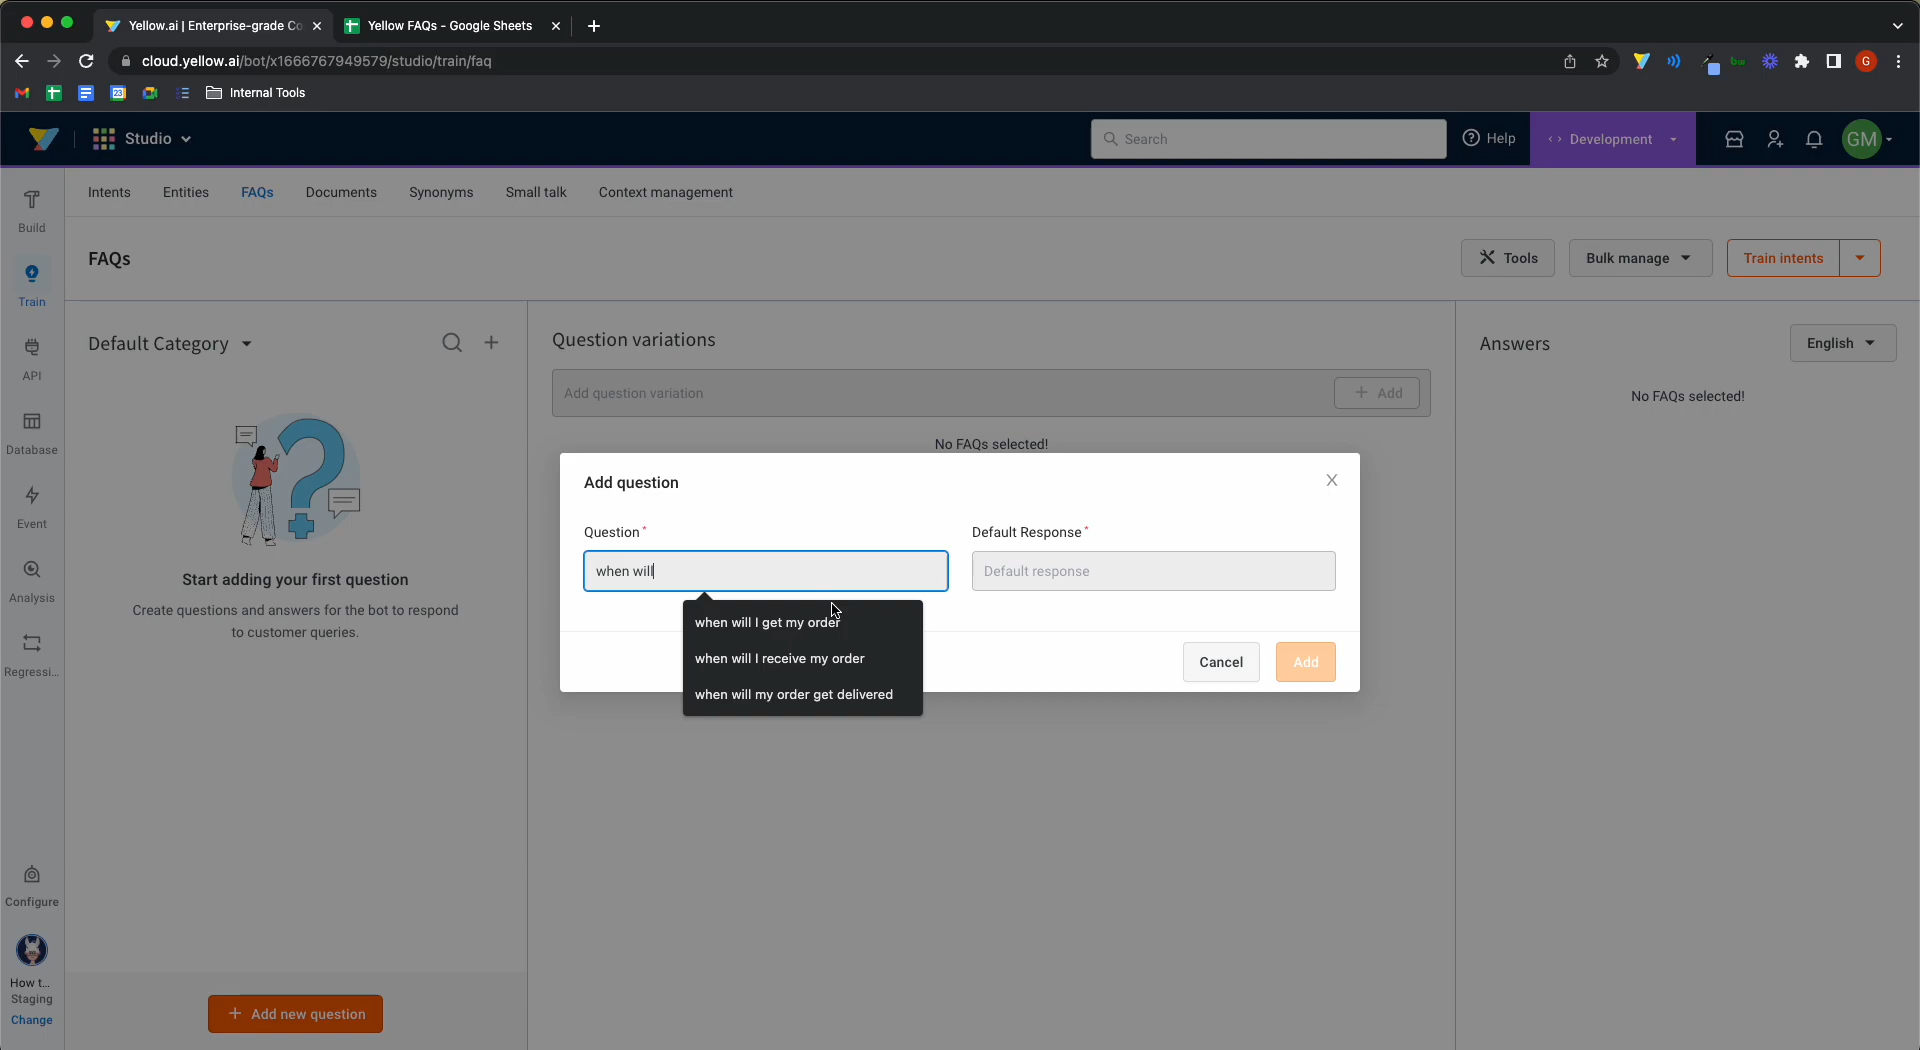 Yellow.ai | Enterprise-grade Co
Yellow FAQs - Google Sheets
cloud.yellow.ai/bot/x1666767949579/studio/train/faq
G
23
Internal Tools
Studio
Search
Help
Development
GM
Intents
Entities
FAQs
Documents
Synonyms
Small talk
Context management
Build
Train
API
Database
Event
Analysis
Regressi...
Configure
How t...
Staging
Change
FAQs
Tools
Bulk manage
Train intents
Default Category
Start adding your first question
Create questions and answers for the bot to respond
to customer queries.
Add new question
Question variations
Add question variation
Add
No FAQs selected!
Answers
English
No FAQs selected!
Add question
Question *
when will
Default Response *
Default response
when will I get my order
when will I receive my order
when will my order get delivered
Cancel
Add